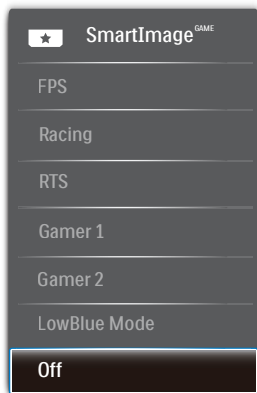 SmartImage GAME
FPS
Racing
RTS
Gamer 1
Gamer 2
LowBlue Mode
Off